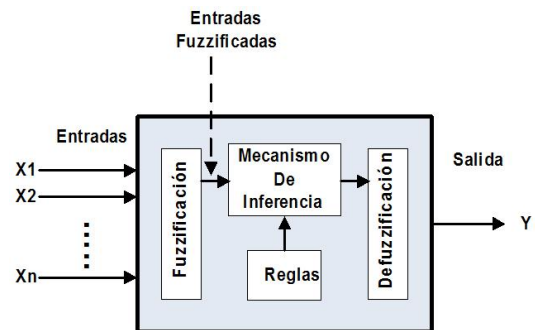 Entradas
Fuzzificadas
Entradas
X1
X2
Xn
Fuzzificación
Mecanismo
De
Inferencia
Reglas
Defuzzificación
Salida
Y